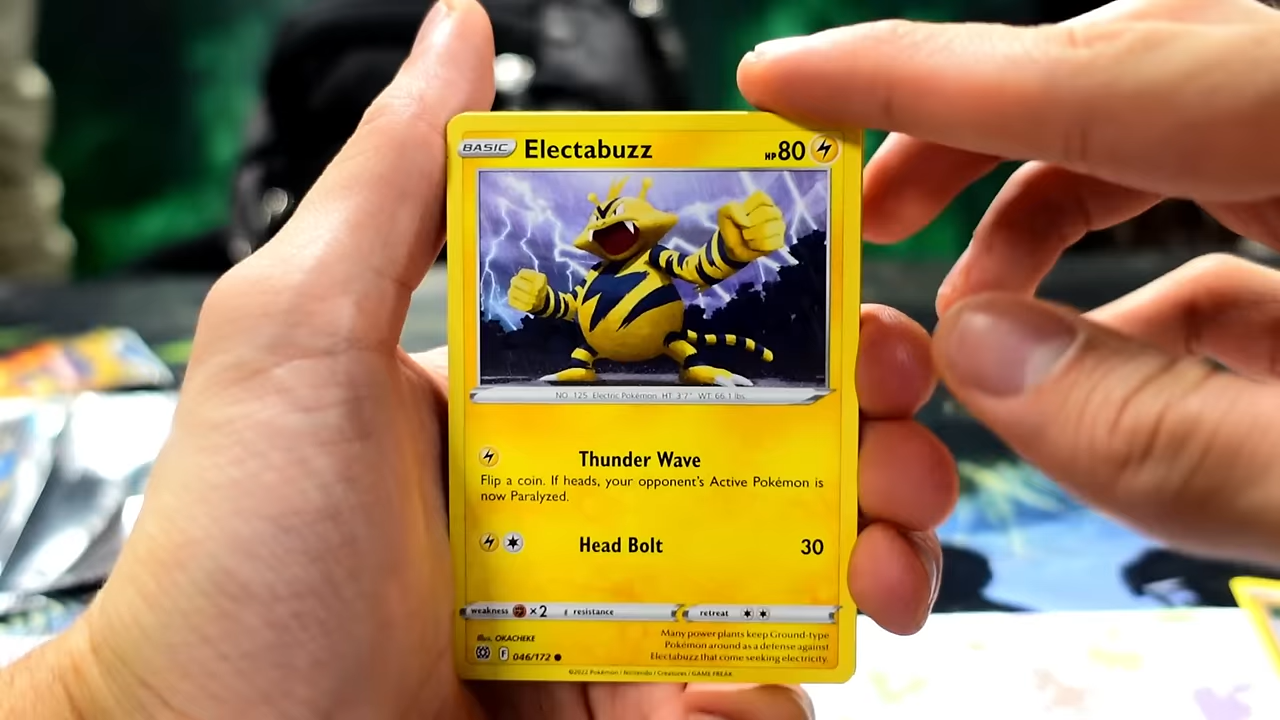 BASIC Electabuzz HP 80
NO. 125 Electric Pokémon HT 3'7" WT 66.1 lbs.
Thunder Wave
Flip a coin. If heads, your opponent's Active Pokémon is
now Paralyzed.
Head Bolt 30
weakness ×2 resistance retreat
Illus. OKACHEKE
F 046/172
Many power plants keep Ground-type
Pokémon around as a defense against
Electabuzz that come seeking electricity.
©2022 Pokémon / Nintendo / Creatures / GAME FREAK